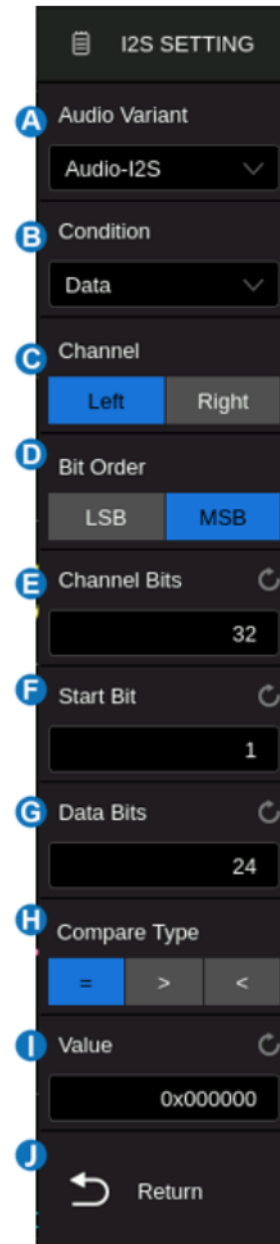 I2S SETTING
A Audio Variant
Audio-I2S
B Condition
Data
C Channel
Left Right
D Bit Order
LSB MSB
E Channel Bits
32
F Start Bit
1
G Data Bits
24
H Compare Type
= > <
I Value
0x000000
J
Return